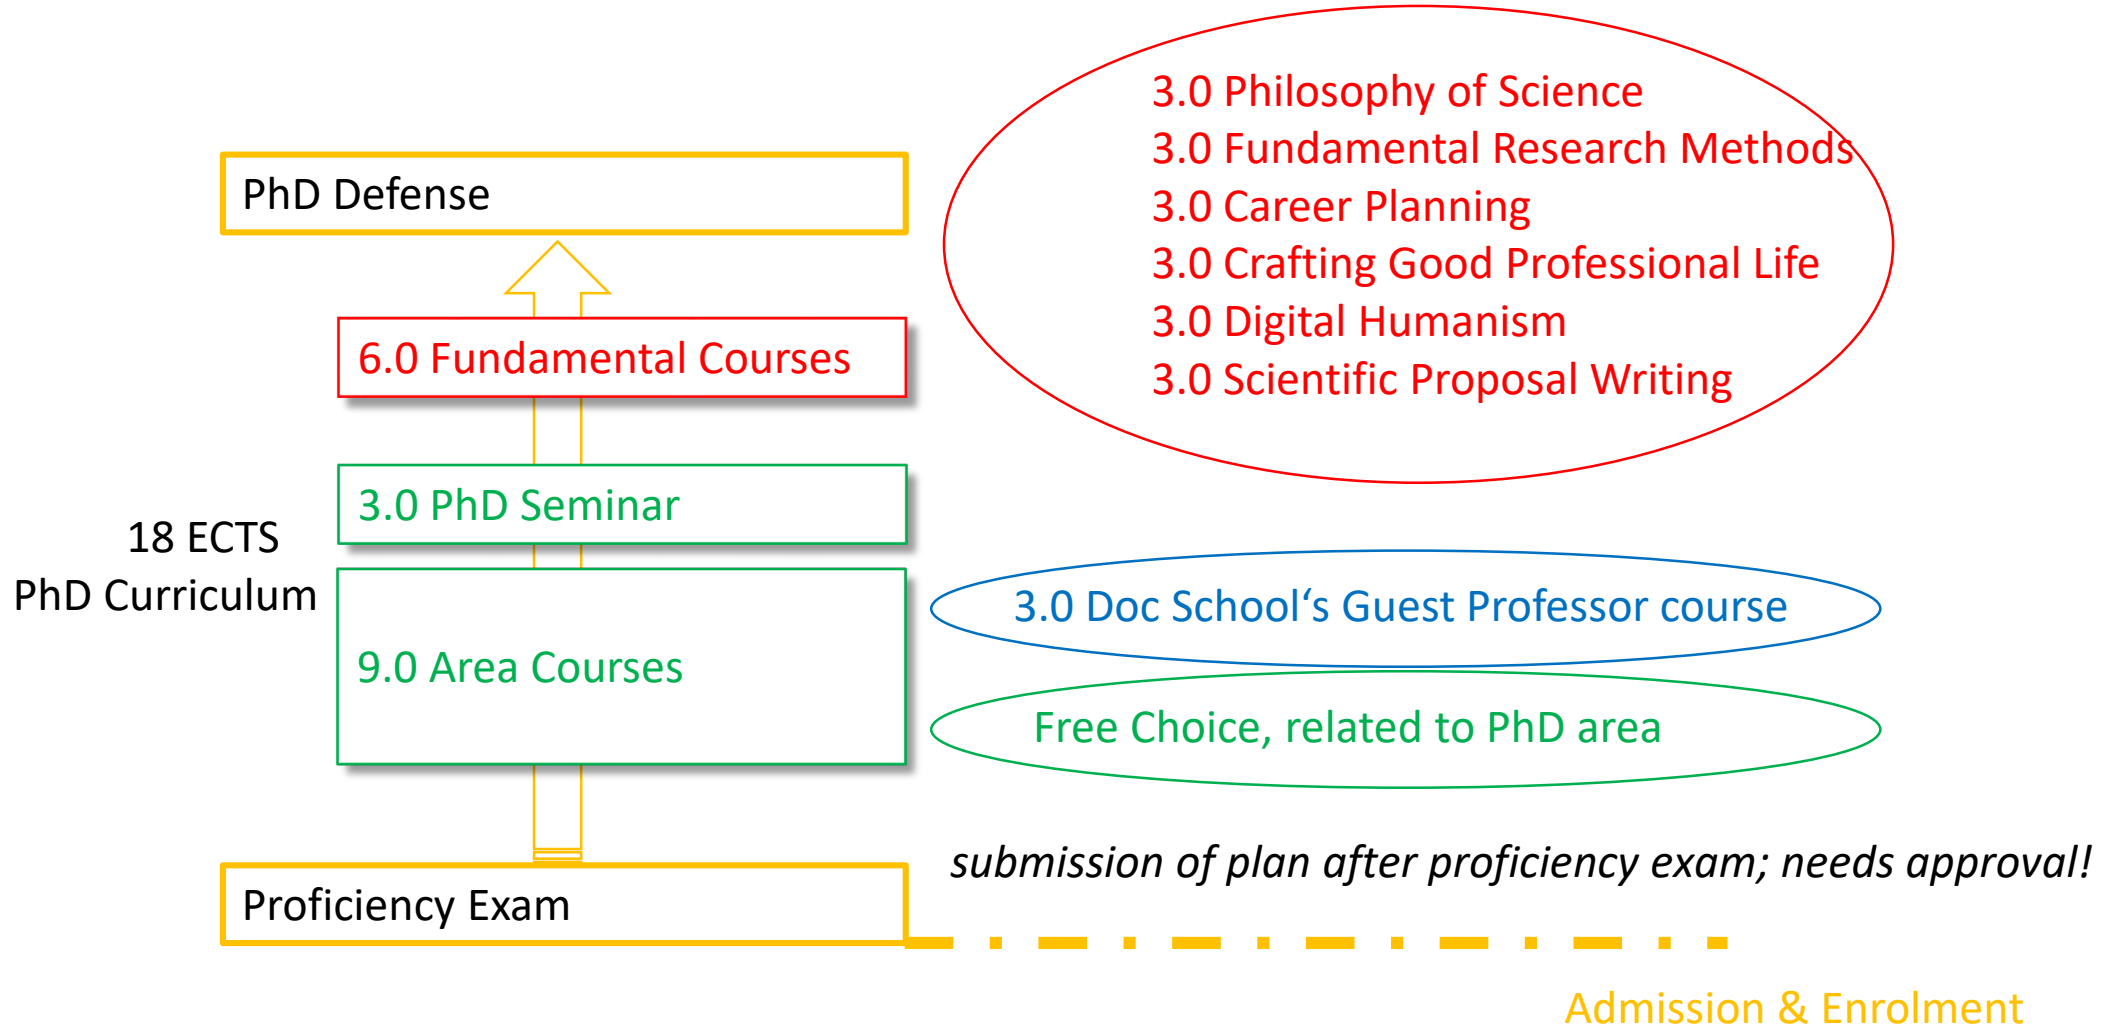 3.0 Philosophy of Science
3.0 Fundamental Research Methods
3.0 Career Planning
3.0 Crafting Good Professional Life
3.0 Digital Humanism
3.0 Scientific Proposal Writing
PhD Defense
6.0 Fundamental Courses
3.0 PhD Seminar
18 ECTS
PhD Curriculum
9.0 Area Courses
3.0 Doc School‘s Guest Professor course
Free Choice, related to PhD area
submission of plan after proficiency exam; needs approval!
Proficiency Exam
Admission & Enrolment